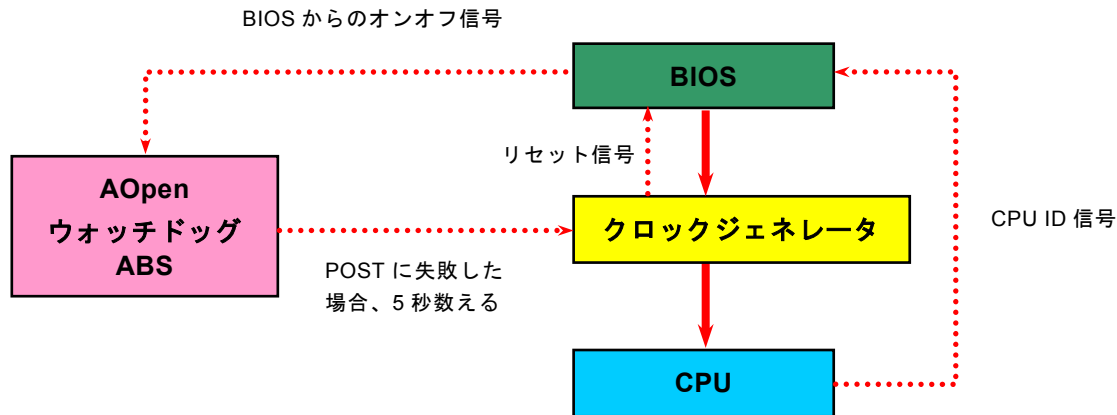 BIOS からのオンオフ信号
BIOS
リセット信号
AOpen
ウォッチドッグ
ABS
クロックジェネレータ
CPU ID 信号
POST に失敗した
場合、5 秒数える
CPU